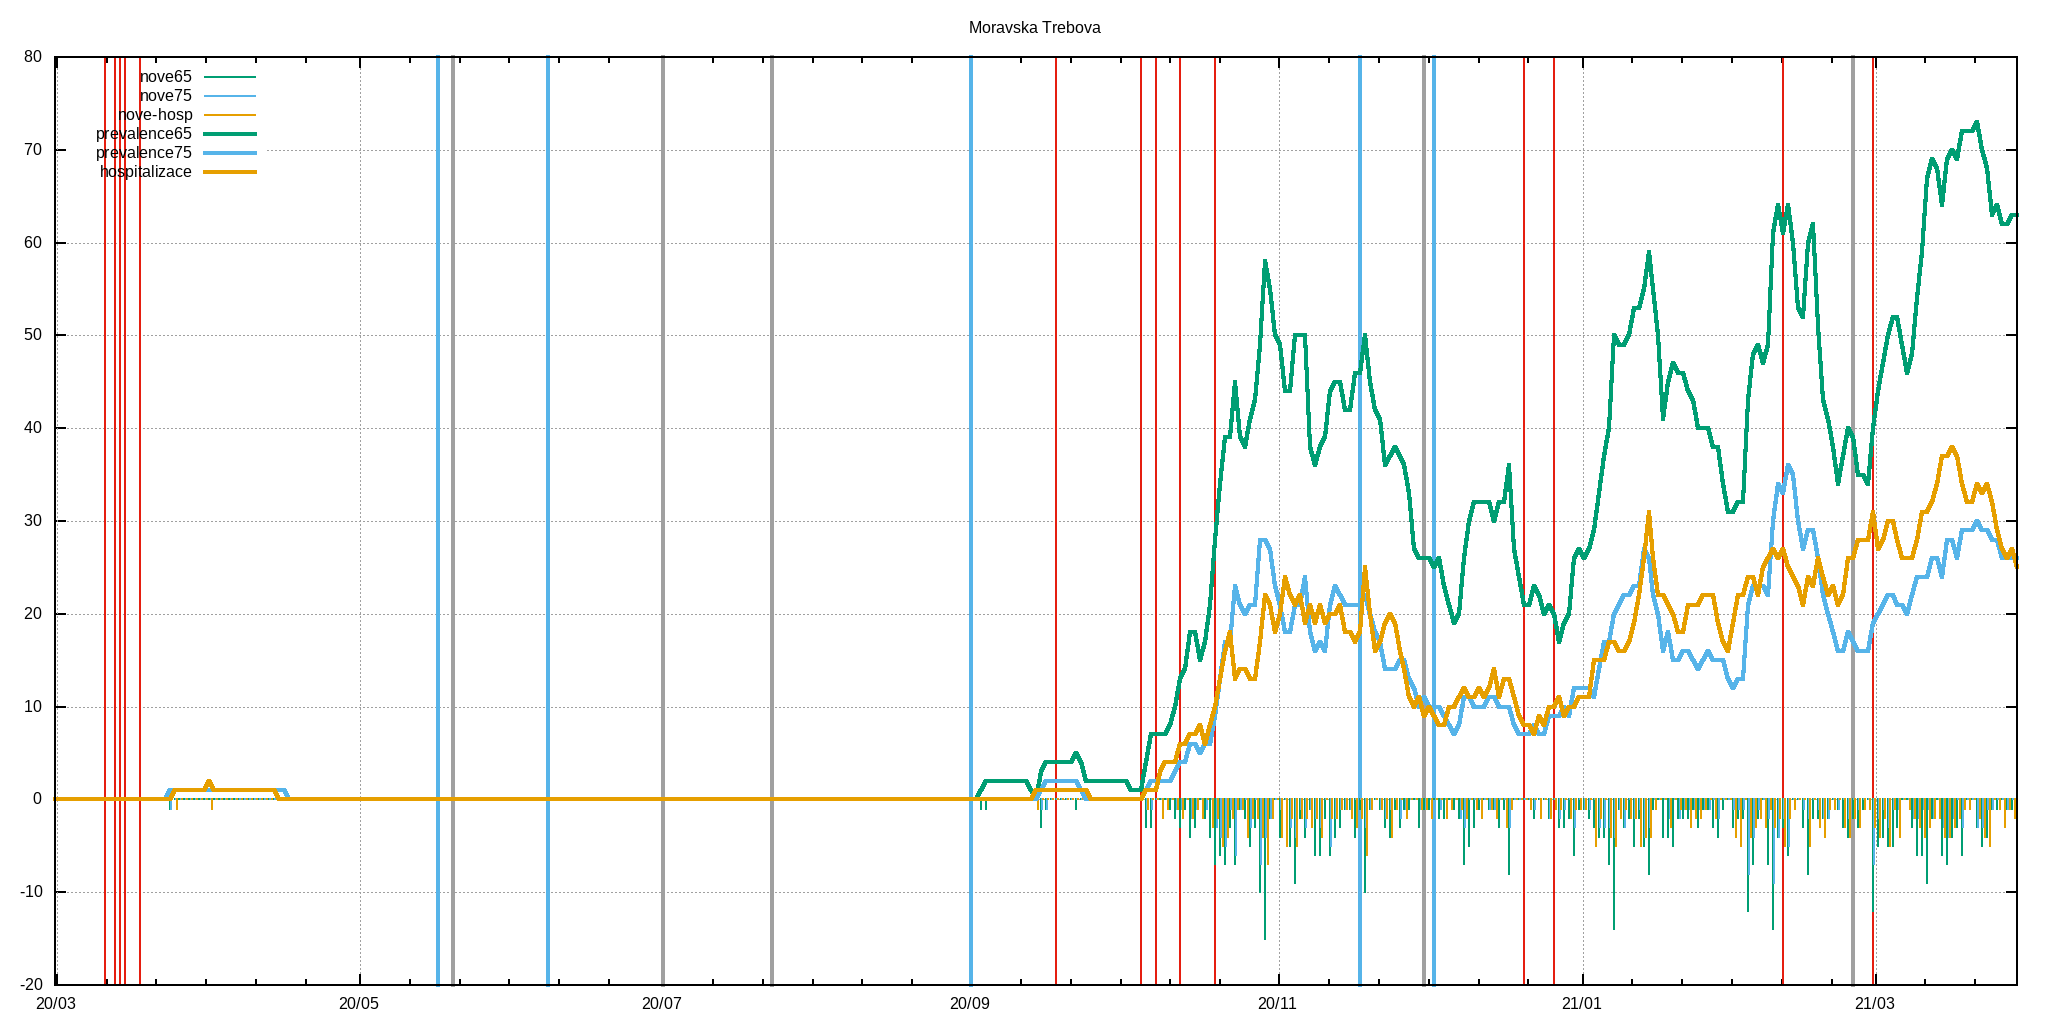 Moravska Trebova
80
70
60
50
40
30
20
10
0
-10
-20
nove65
nove75
nove-hosp
prevalence65
prevalence75
hospitalizace
20/03 20/05 20/07 20/09 20/11 21/01 21/03